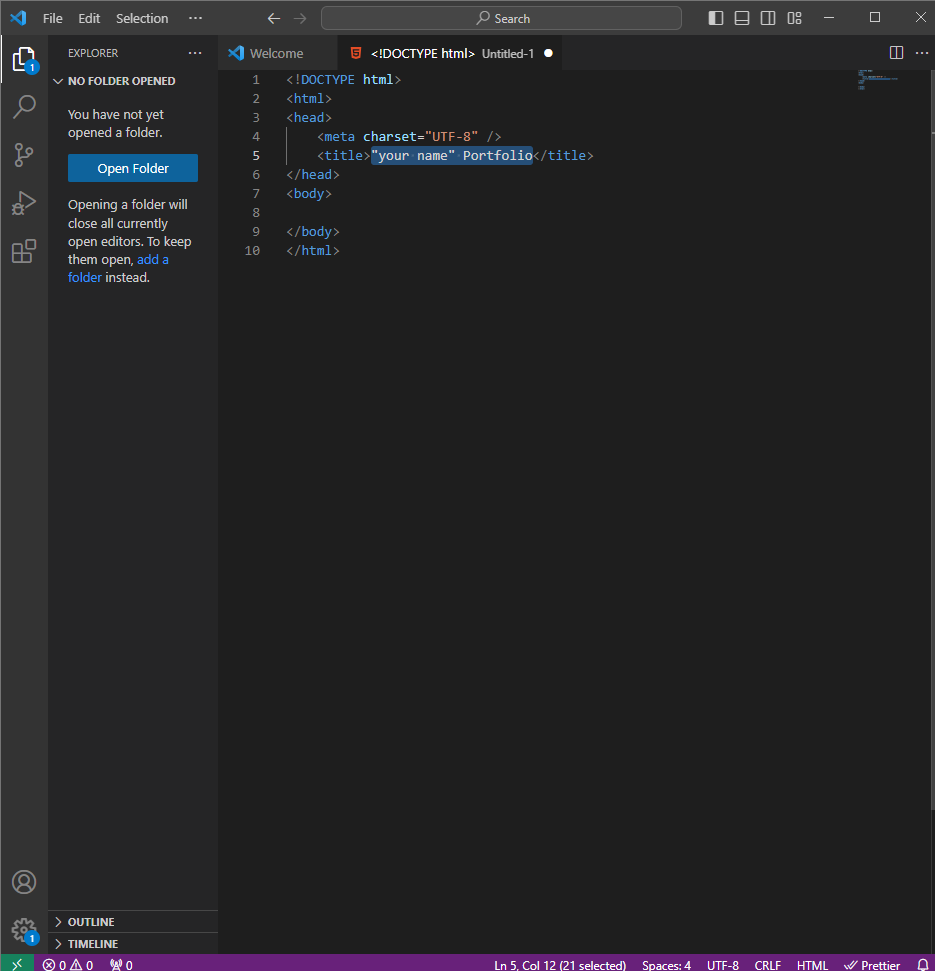 File Edit Selection ··· Search
EXPLORER ···
Welcome
<!DOCTYPE html> Untitled-1
NO FOLDER OPENED
You have not yet
opened a folder.
Open Folder
Opening a folder will
close all currently
open editors. To keep
them open, add a
folder instead.
1 <!DOCTYPE html>
2 <html>
3 <head>
4 <meta charset="UTF-8" />
5 <title>"your·name"·Portfolio</title>
6 </head>
7 <body>
8
9 </body>
10 </html>
1
1
OUTLINE
TIMELINE
0 0 0 Ln 5, Col 12 (21 selected) Spaces: 4 UTF-8 CRLF HTML Prettier